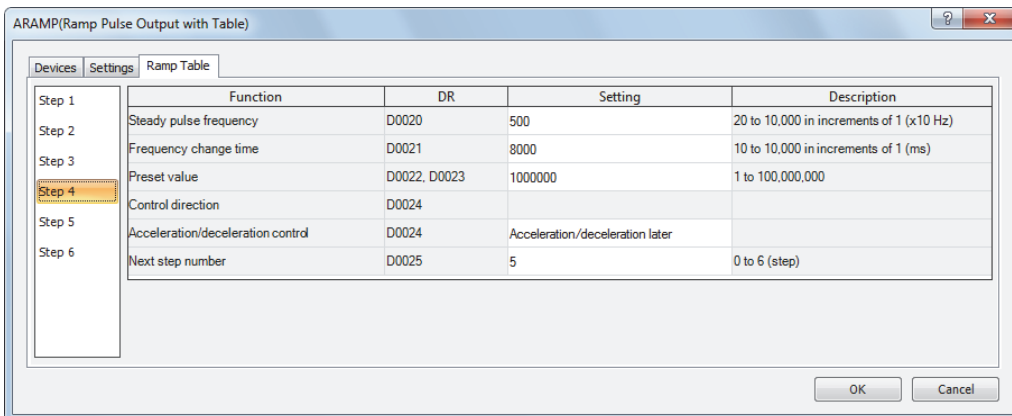 ARAMP(Ramp Pulse Output with Table)
?
X
Devices Settings Ramp Table
Step 1
Step 2
Step 3
Step 4
Step 5
Step 6
Function DR Setting Description
Steady pulse frequency D0020 500 20 to 10,000 in increments of 1 (x10 Hz)
Frequency change time D0021 8000 10 to 10,000 in increments of 1 (ms)
Preset value D0022, D0023 1000000 1 to 100,000,000
Control direction D0024
Acceleration/deceleration control D0024 Acceleration/deceleration later
Next step number D0025 5 0 to 6 (step)
OK Cancel